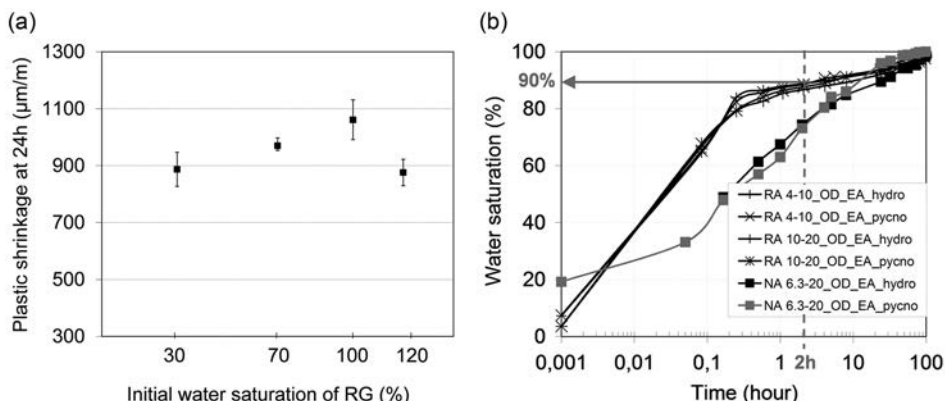 (a)
Plastic shrinkage at 24h (µm/m)
1300
1100
900
700
500
300
30
70
100
120
Initial water saturation of RG (%)
(b)
Water saturation (%)
100
90%
80
60
40
20
0
RA 4-10_OD_EA_hydro
RA 4-10_OD_EA_pycno
RA 10-20_OD_EA_hydro
RA 10-20_OD_EA_pycno
NA 6.3-20_OD_EA_hydro
NA 6.3-20_OD_EA_pycno
0,001
0,01
0,1
1
2h
10
100
Time (hour)